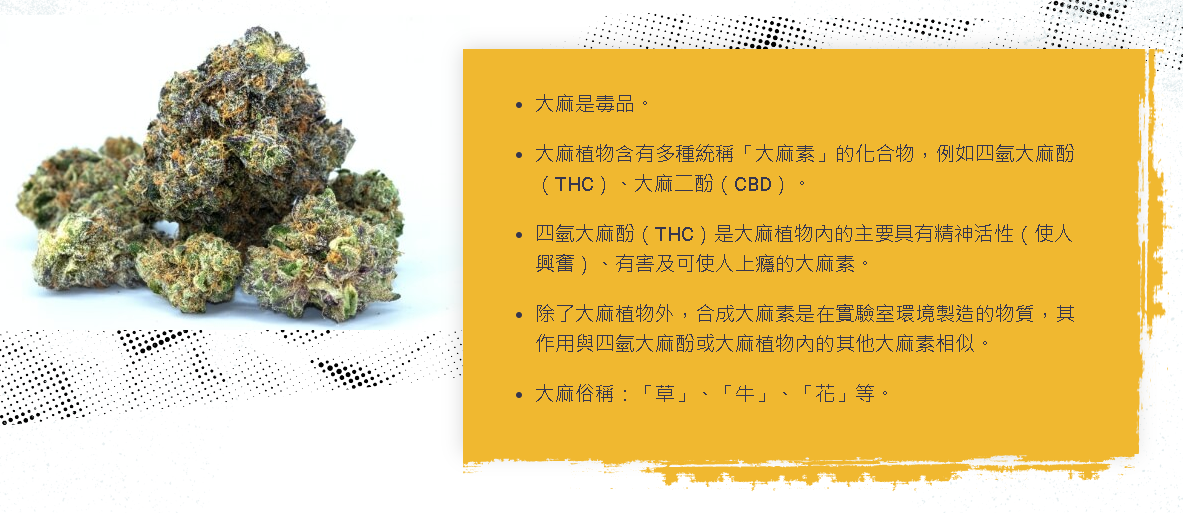 大麻是毒品。
大麻植物含有多種統稱「大麻素」的化合物，例如四氫大麻酚
（THC）、大麻二酚（CBD）。
四氫大麻酚（THC）是大麻植物內的主要具有精神活性（使人
興奮）、有害及可使人上癮的大麻素。
除了大麻植物外，合成大麻素是在實驗室環境製造的物質，其
作用與四氫大麻酚或大麻植物內的其他大麻素相似。
大麻俗稱：「草」、「牛」、「花」等。